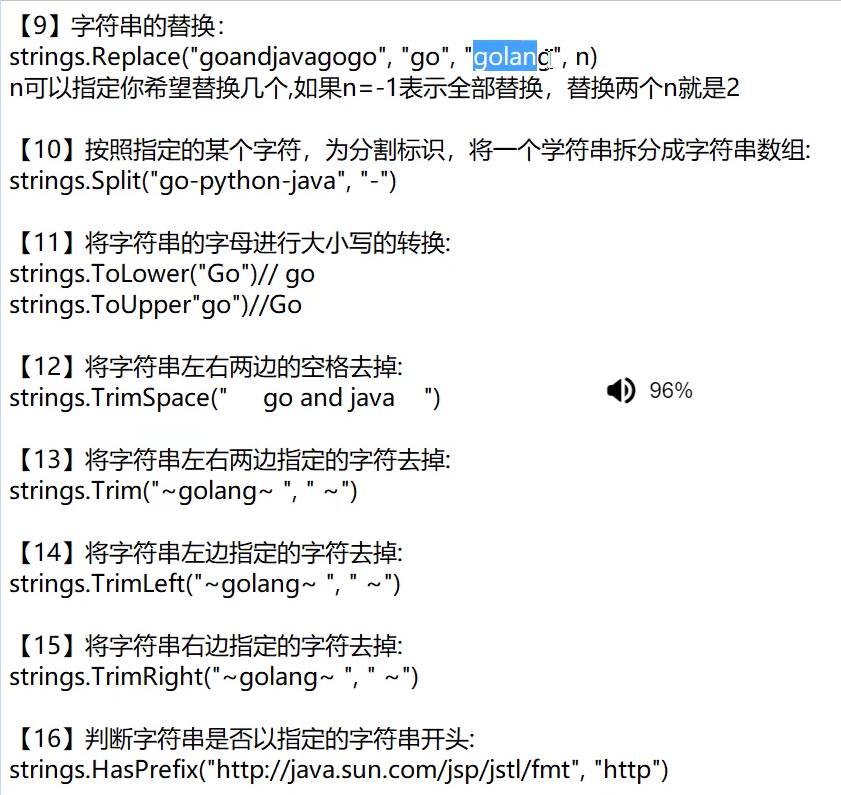 【9】字符串的替换:
strings.Replace("goandjavagogo", "go", "golang", n)
n可以指定你希望替换几个,如果n=-1表示全部替换，替换两个n就是2
【10】按照指定的某个字符，为分割标识，将一个学符串拆分成字符串数组:
strings.Split("go-python-java", "-")
【11】将字符串的字母进行大小写的转换:
strings.ToLower("Go")// go
strings.ToUpper"go")//Go
【12】将字符串左右两边的空格去掉:
strings.TrimSpace("     go and java    ")
96%
【13】将字符串左右两边指定的字符去掉:
strings.Trim("~golang~ ", " ~")
【14】将字符串左边指定的字符去掉:
strings.TrimLeft("~golang~ ", " ~")
【15】将字符串右边指定的字符去掉:
strings.TrimRight("~golang~ ", " ~")
【16】判断字符串是否以指定的字符串开头:
strings.HasPrefix("http://java.sun.com/jsp/jstl/fmt", "http")